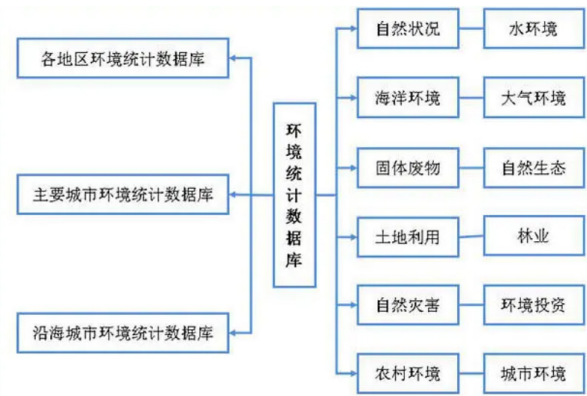 各地区环境统计数据库
主要城市环境统计数据库
沿海城市环境统计数据库
环境统计数据库
自然状况
水环境
海洋环境
大气环境
固体废物
自然生态
土地利用
林业
自然灾害
环境投资
农村环境
城市环境